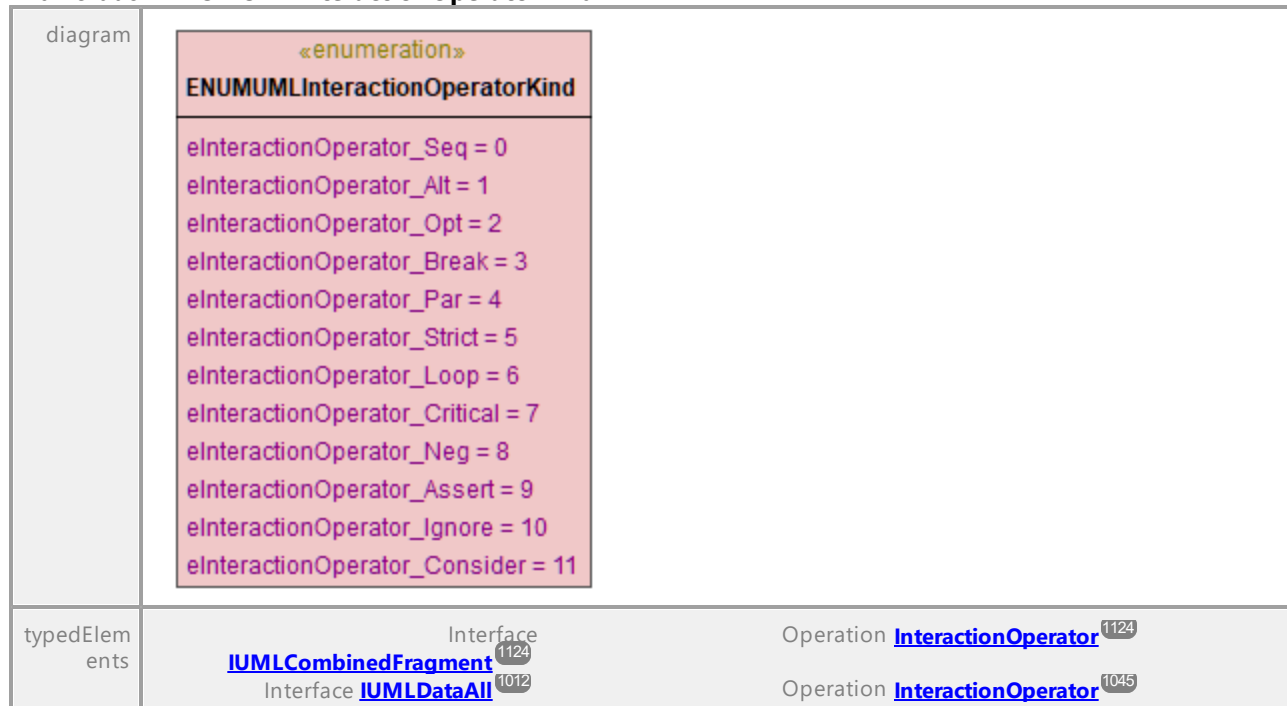 diagram
«enumeration»
ENUMUMLInteractionOperatorKind
eInteractionOperator_Seq = 0
eInteractionOperator_Alt = 1
eInteractionOperator_Opt = 2
eInteractionOperator_Break = 3
eInteractionOperator_Par = 4
eInteractionOperator_Strict = 5
eInteractionOperator_Loop = 6
eInteractionOperator_Critical = 7
eInteractionOperator_Neg = 8
eInteractionOperator_Assert = 9
eInteractionOperator_Ignore = 10
eInteractionOperator_Consider = 11
typedElem
ents
Interface
IUMLCombinedFragment 1124
Operation InteractionOperator 1124
Interface IUMLDataAll 1012
Operation InteractionOperator 1045